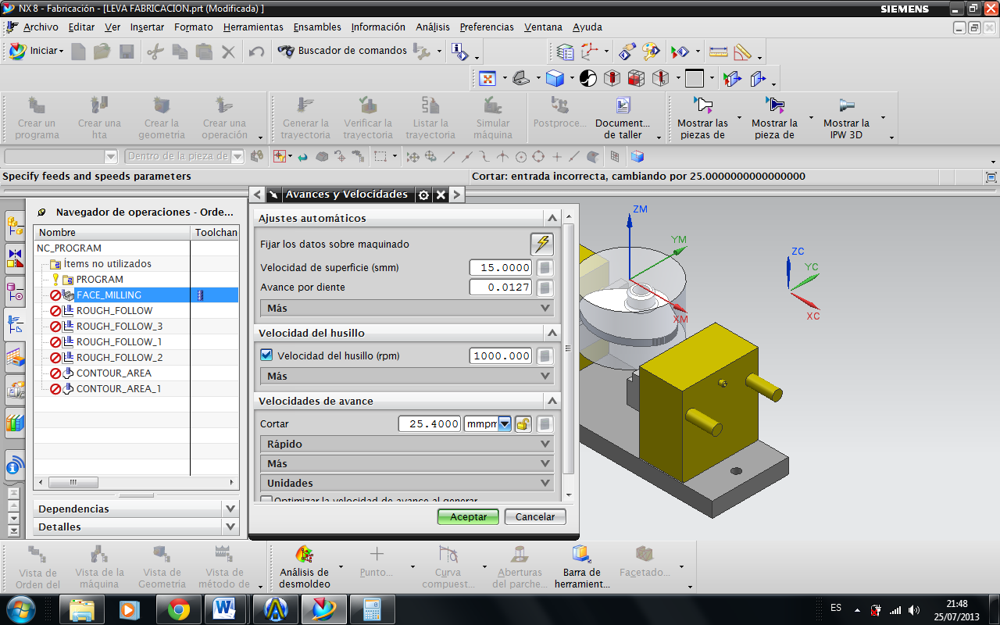 NX 8 - Fabricación - [LEVA FABRICACION.prt (Modificada) ]
SIEMENS
Archivo Editar Ver Insertar Formato Herramientas Ensambles Información Análisis Preferencias Ventana Ayuda
Iniciar
Buscador de comandos
Crear un programa
Crear una hta
Crear la geometría
Crear una operación
Generar la trayectoria
Verificar la trayectoria
Listar la trayectoria
Simular máquina
Postproce...
Document... de taller
Mostrar las piezas de
Mostrar la pieza de
Mostrar la IPW 3D
Dentro de la pieza de
Specify feeds and speeds parameters
Cortar: entrada incorrecta, cambiando por 25.0000000000000000
Navegador de operaciones - Orde...
Nombre Toolchan
NC_PROGRAM
Ítems no utilizados
PROGRAM
FACE_MILLING
ROUGH_FOLLOW
ROUGH_FOLLOW_3
ROUGH_FOLLOW_1
ROUGH_FOLLOW_2
CONTOUR_AREA
CONTOUR_AREA_1
Dependencias
Detalles
Avances y Velocidades
Ajustes automáticos
Fijar los datos sobre maquinado
Velocidad de superficie (smm) 15.0000
Avance por diente 0.0127
Más
Velocidad del husillo
Velocidad del husillo (rpm) 1000.000
Más
Velocidades de avance
Cortar 25.4000 mmpm
Rápido
Más
Unidades
Optimizar la velocidad de avance al generar
Aceptar Cancelar
ZM
YM
XM
ZC
YC
XC
Vista de Orden del
Vista de la máquina
Vista de Geometría
Vista de método de
Análisis de desmoldeo
Punto...
Curva compuest...
Aberturas del parche...
Barra de herramient...
Facetado...
ES
21:48
25/07/2013